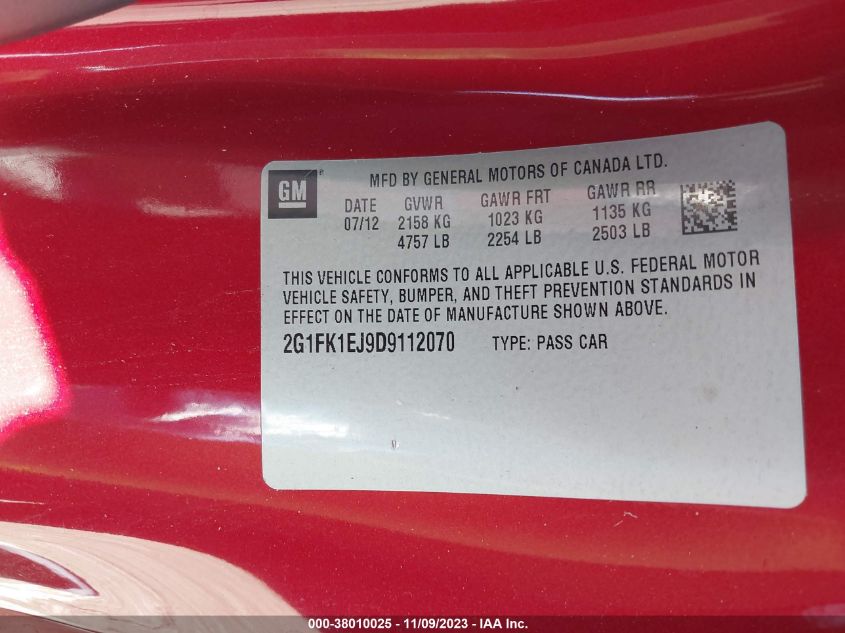 GM
MFD BY GENERAL MOTORS OF CANADA LTD.
DATE GVWR GAWR FRT GAWR RR
07/12 2158 KG 1023 KG 1135 KG
4757 LB 2254 LB 2503 LB
THIS VEHICLE CONFORMS TO ALL APPLICABLE U.S. FEDERAL MOTOR
VEHICLE SAFETY, BUMPER, AND THEFT PREVENTION STANDARDS IN
EFFECT ON THE DATE OF MANUFACTURE SHOWN ABOVE.
2G1FK1EJ9D9112070 TYPE: PASS CAR
000-38010025 - 11/09/2023 - IAA Inc.